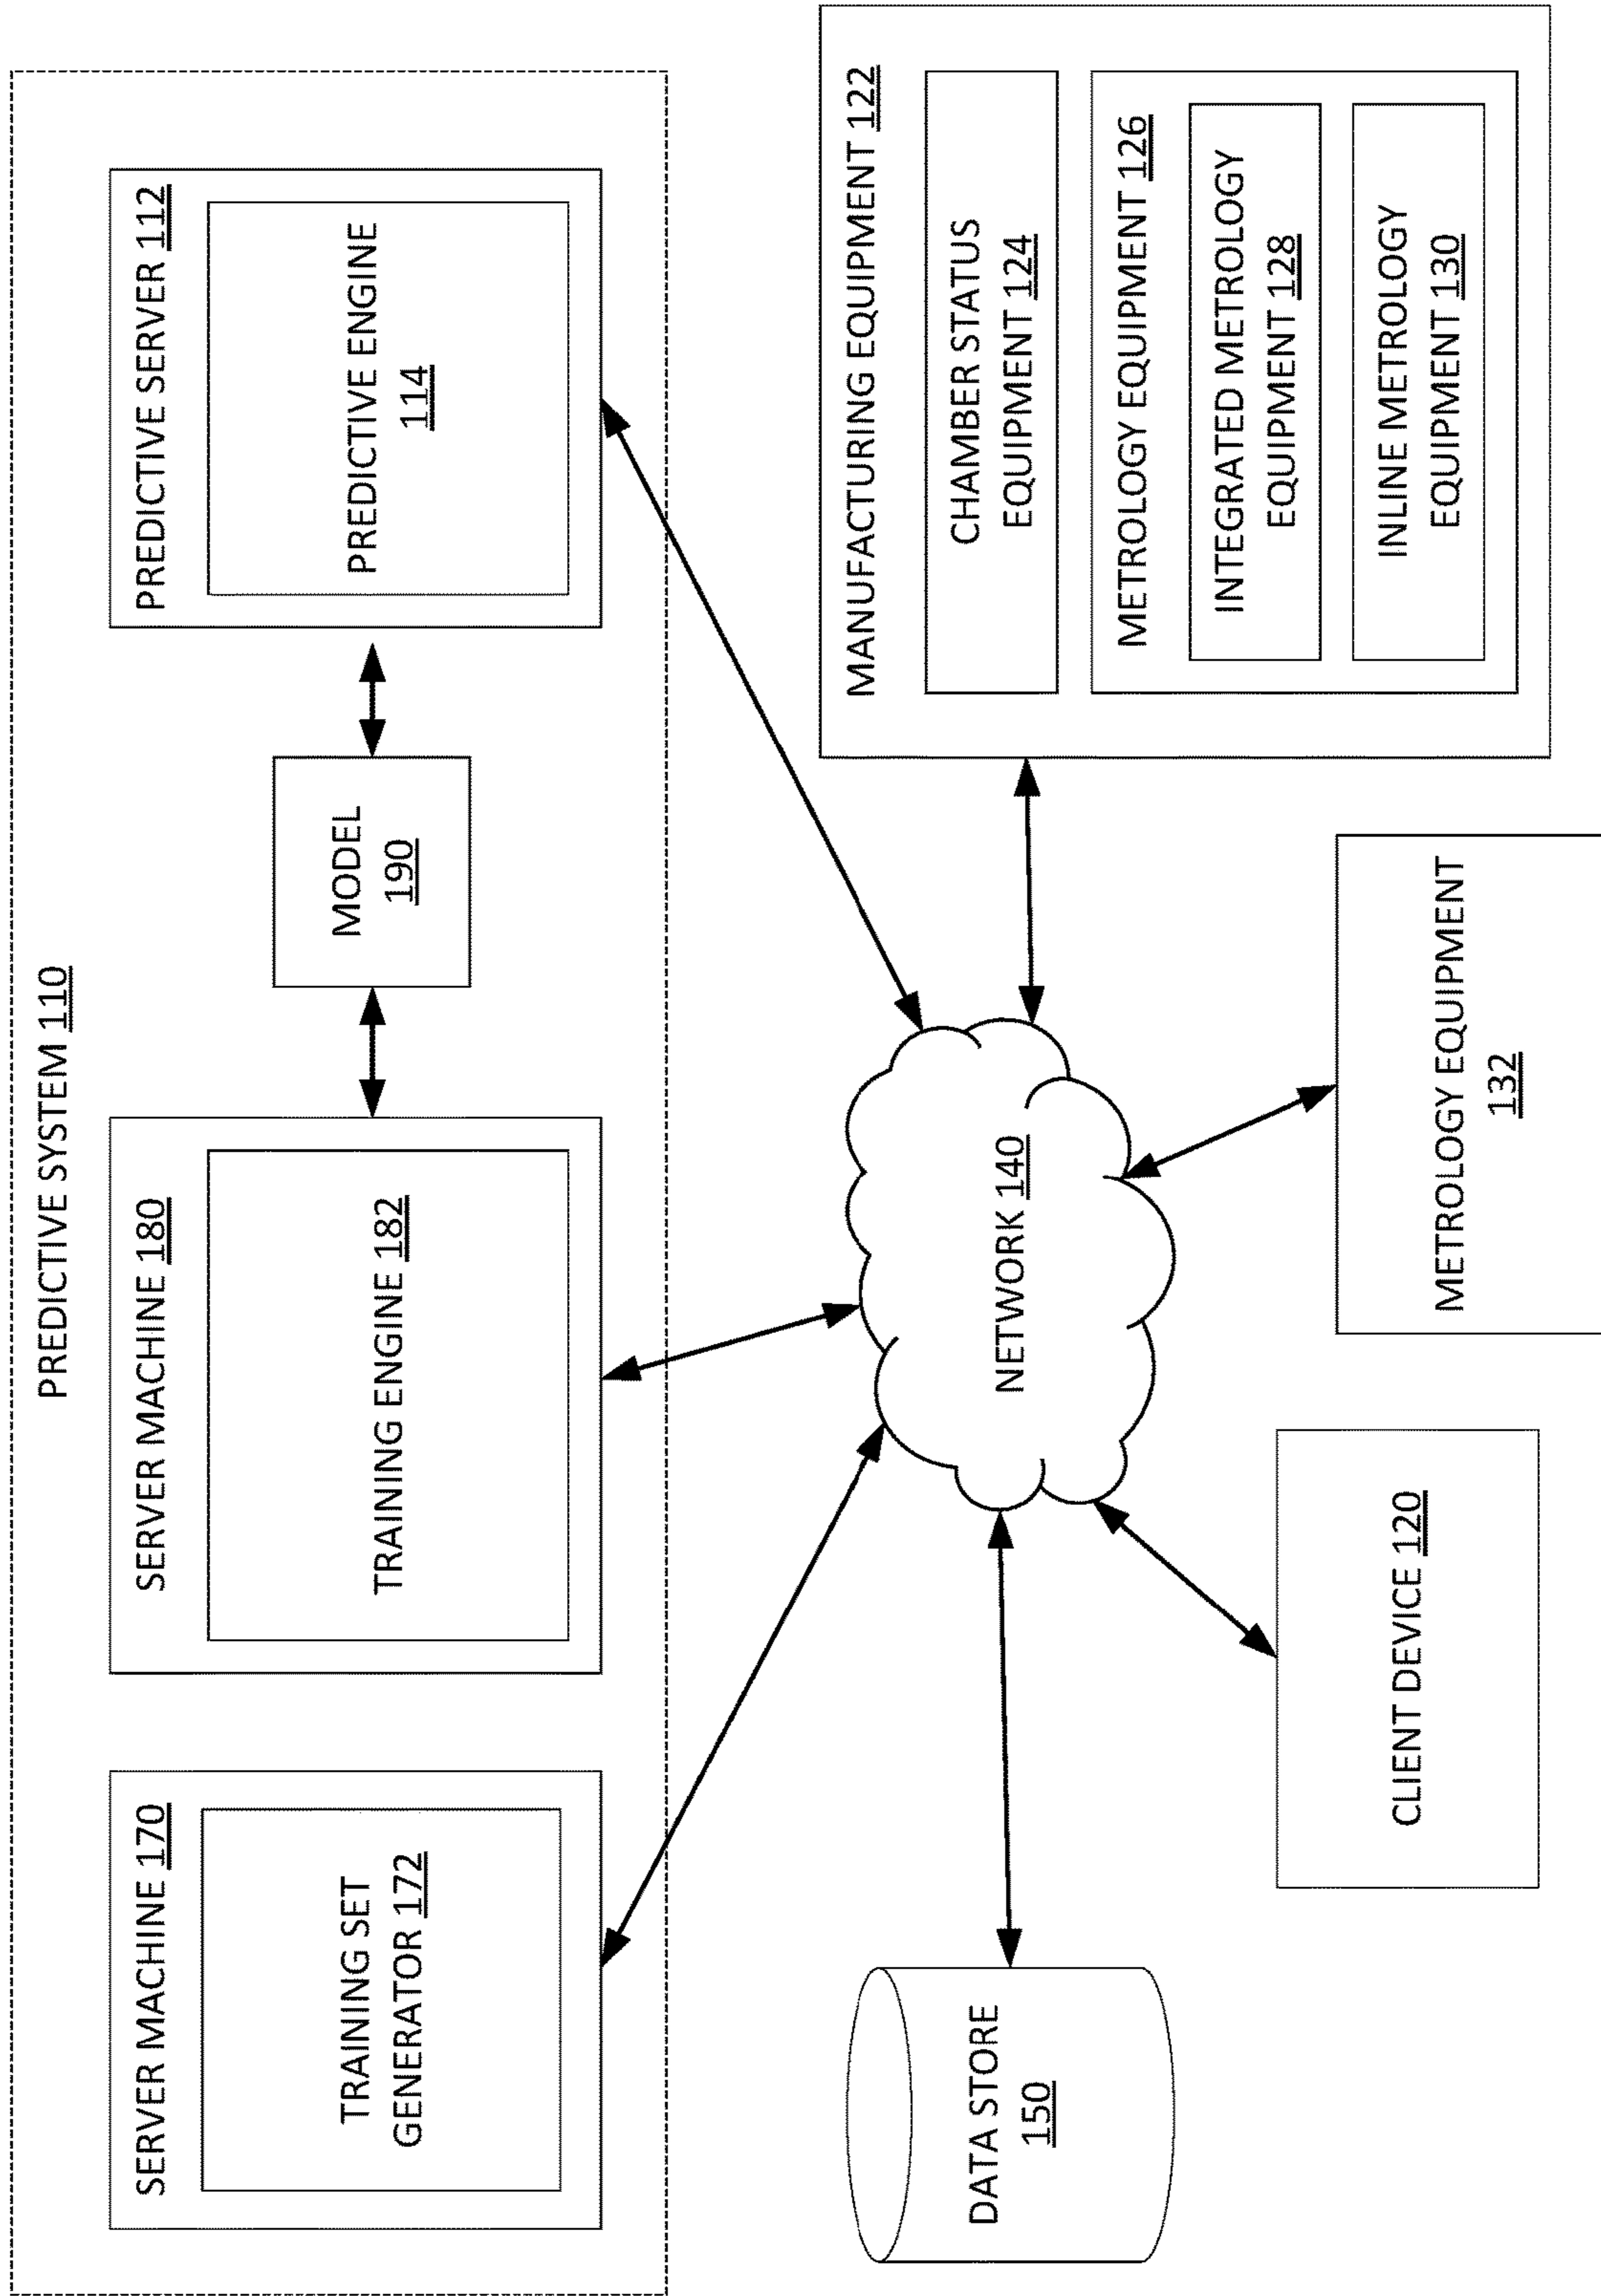 PREDICTIVE SYSTEM 110
SERVER MACHINE 170
TRAINING SET
GENERATOR 172
SERVER MACHINE 180
TRAINING ENGINE 182
MODEL
190
PREDICTIVE SERVER 112
PREDICTIVE ENGINE
114
DATA STORE
150
NETWORK 140
CLIENT DEVICE 120
METROLOGY EQUIPMENT
132
MANUFACTURING EQUIPMENT 122
CHAMBER STATUS
EQUIPMENT 124
METROLOGY EQUIPMENT 126
INTEGRATED METROLOGY
EQUIPMENT 128
INLINE METROLOGY
EQUIPMENT 130